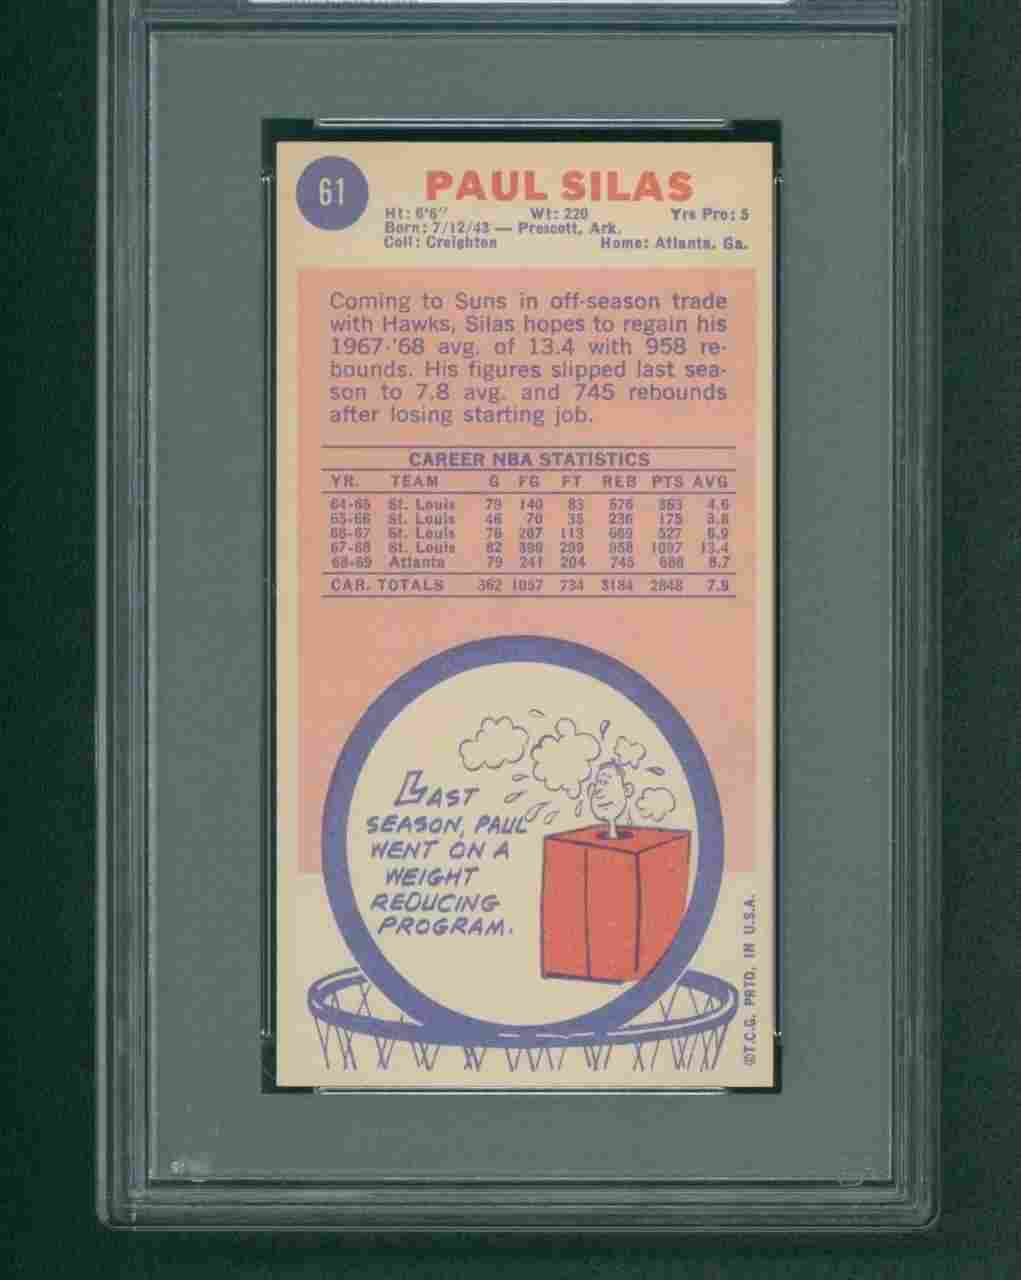 61
PAUL SILAS
Ht: 6'6" Wt: 220 Yrs Pro: 5
Born: 7/12/43 — Prescott, Ark.
Coll: Creighton Home: Atlanta, Ga.
Coming to Suns in off-season trade
with Hawks, Silas hopes to regain his
1967-'68 avg. of 13.4 with 958 re-
bounds. His figures slipped last sea-
son to 7.8 avg. and 745 rebounds
after losing starting job.
CAREER NBA STATISTICS
YR. TEAM G FG FT REB PTS AVG
64-65 St. Louis 79 140 83 576 363 4.6
65-66 St. Louis 46 70 35 236 175 3.8
66-67 St. Louis 207 113 669 527 6.9
67-68 St. Louis 82 299 958 1097 13.4
68-69 Atlanta 79 241 204 745 686 8.7
CAR. TOTALS 362 1057 734 3184 2848 7.9
LAST
SEASON, PAUL
WENT ON A
WEIGHT
REDUCING
PROGRAM.
©T.C.G. PRTD. IN U.S.A.